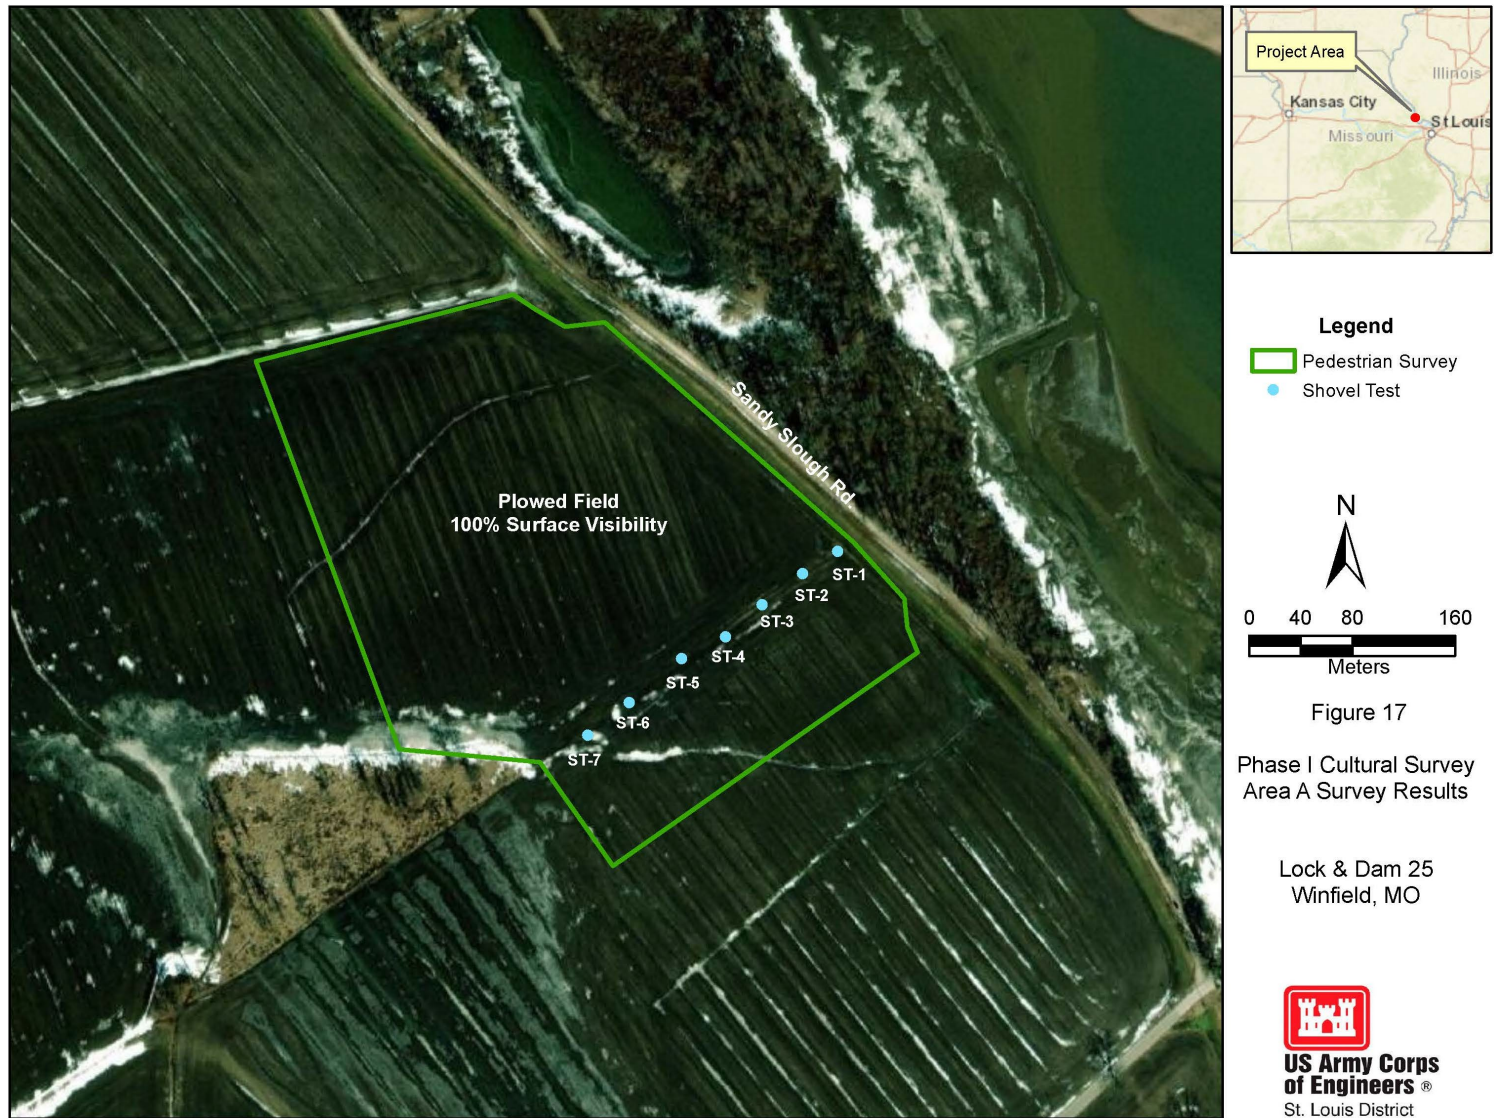 Project Area
Illinois
Kansas City
St Louis
Missouri
Legend
Pedestrian Survey
Shovel Test
Sandy Slough Rd.
Plowed Field
100% Surface Visibility
ST-1
ST-2
ST-3
ST-4
ST-5
ST-6
ST-7
N
0 40 80 160
Meters
Figure 17
Phase I Cultural Survey
Area A Survey Results
Lock & Dam 25
Winfield, MO
US Army Corps
of Engineers ®
St. Louis District